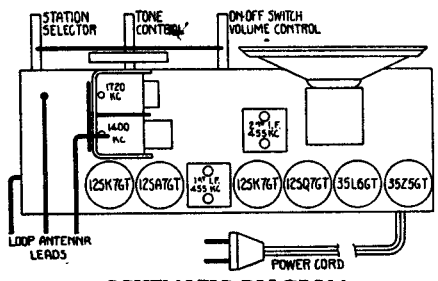 STATION
SELECTOR
TONE
CONTROL
ON-OFF SWITCH
VOLUME CONTROL
1720
KC
1400
KC
2ND I.F.
455 KC
12SK7GT
12SA7GT
1ST I.F.
455 KC
12SK7GT
12SQ7GT
35L6GT
35Z5GT
LOOP ANTENNA
LEADS
POWER CORD